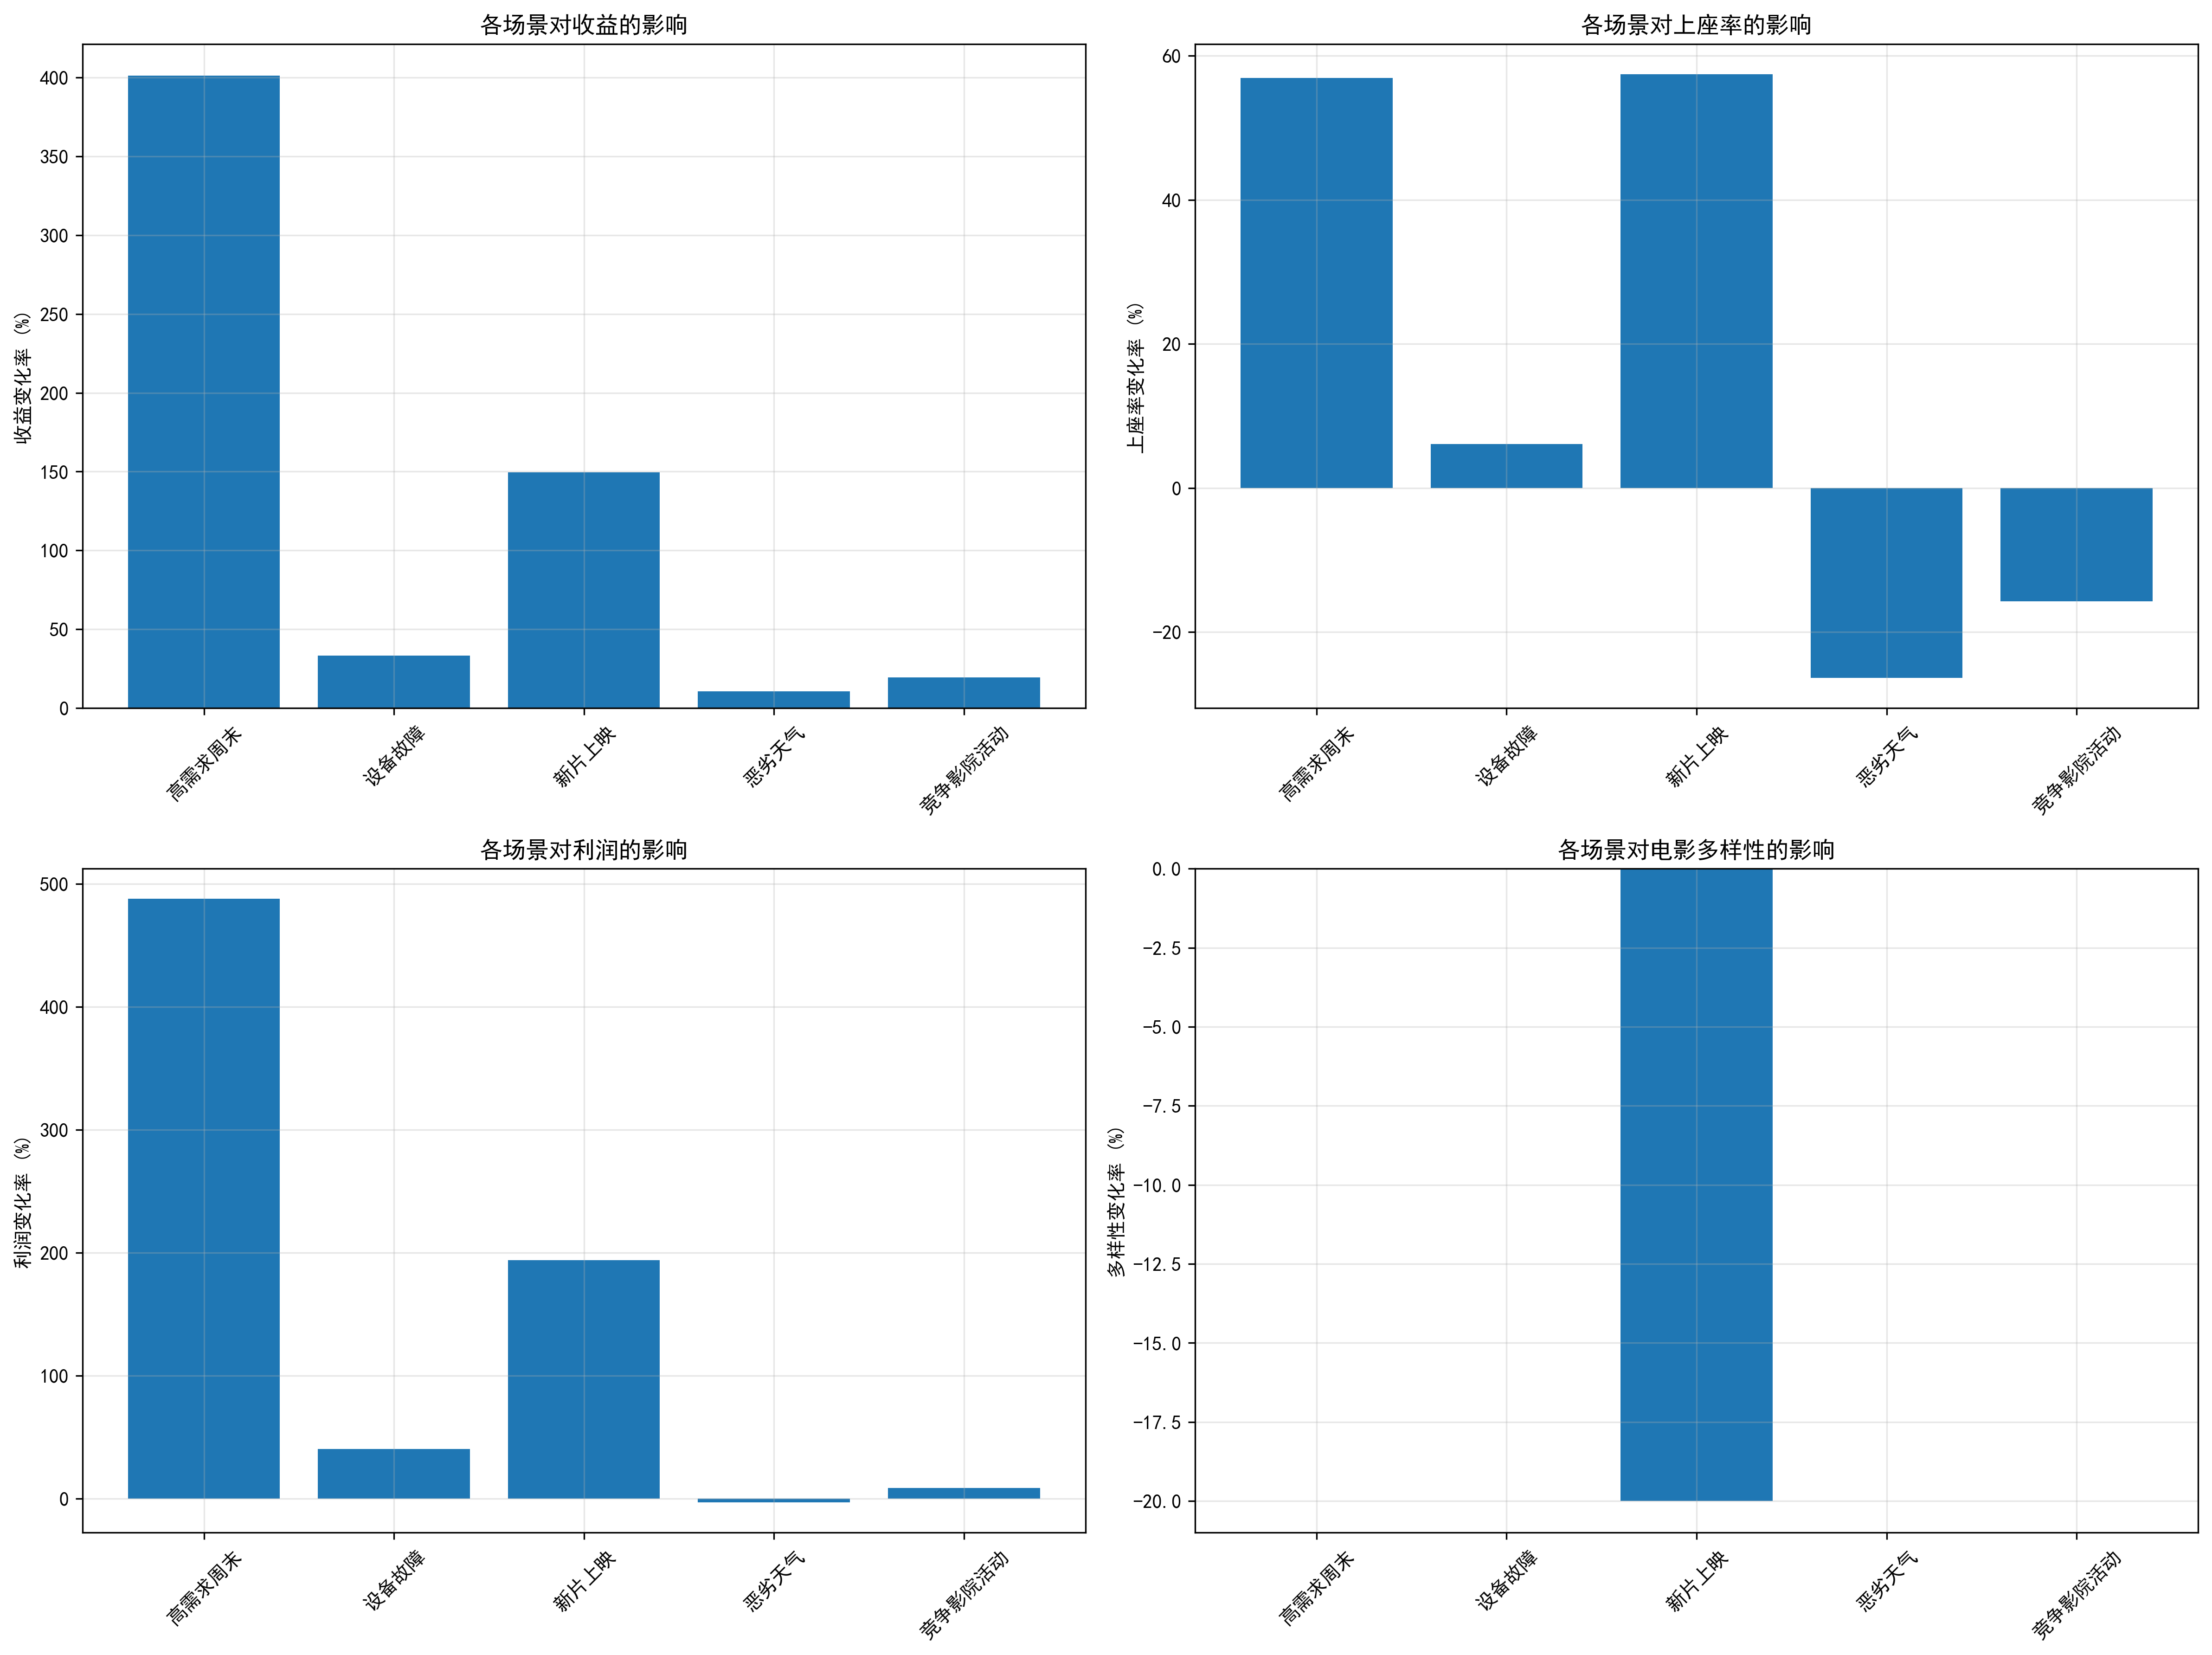 各场景对收益的影响
收益变化率 (%)
400
350
300
250
200
150
100
50
0
高需求周末
设备故障
新片上映
恶劣天气
竞争影院活动
各场景对上座率的影响
上座率变化率 (%)
60
40
20
0
−20
高需求周末
设备故障
新片上映
恶劣天气
竞争影院活动
各场景对利润的影响
利润变化率 (%)
500
400
300
200
100
0
高需求周末
设备故障
新片上映
恶劣天气
竞争影院活动
各场景对电影多样性的影响
多样性变化率 (%)
0.0
−2.5
−5.0
−7.5
−10.0
−12.5
−15.0
−17.5
−20.0
高需求周末
设备故障
新片上映
恶劣天气
竞争影院活动